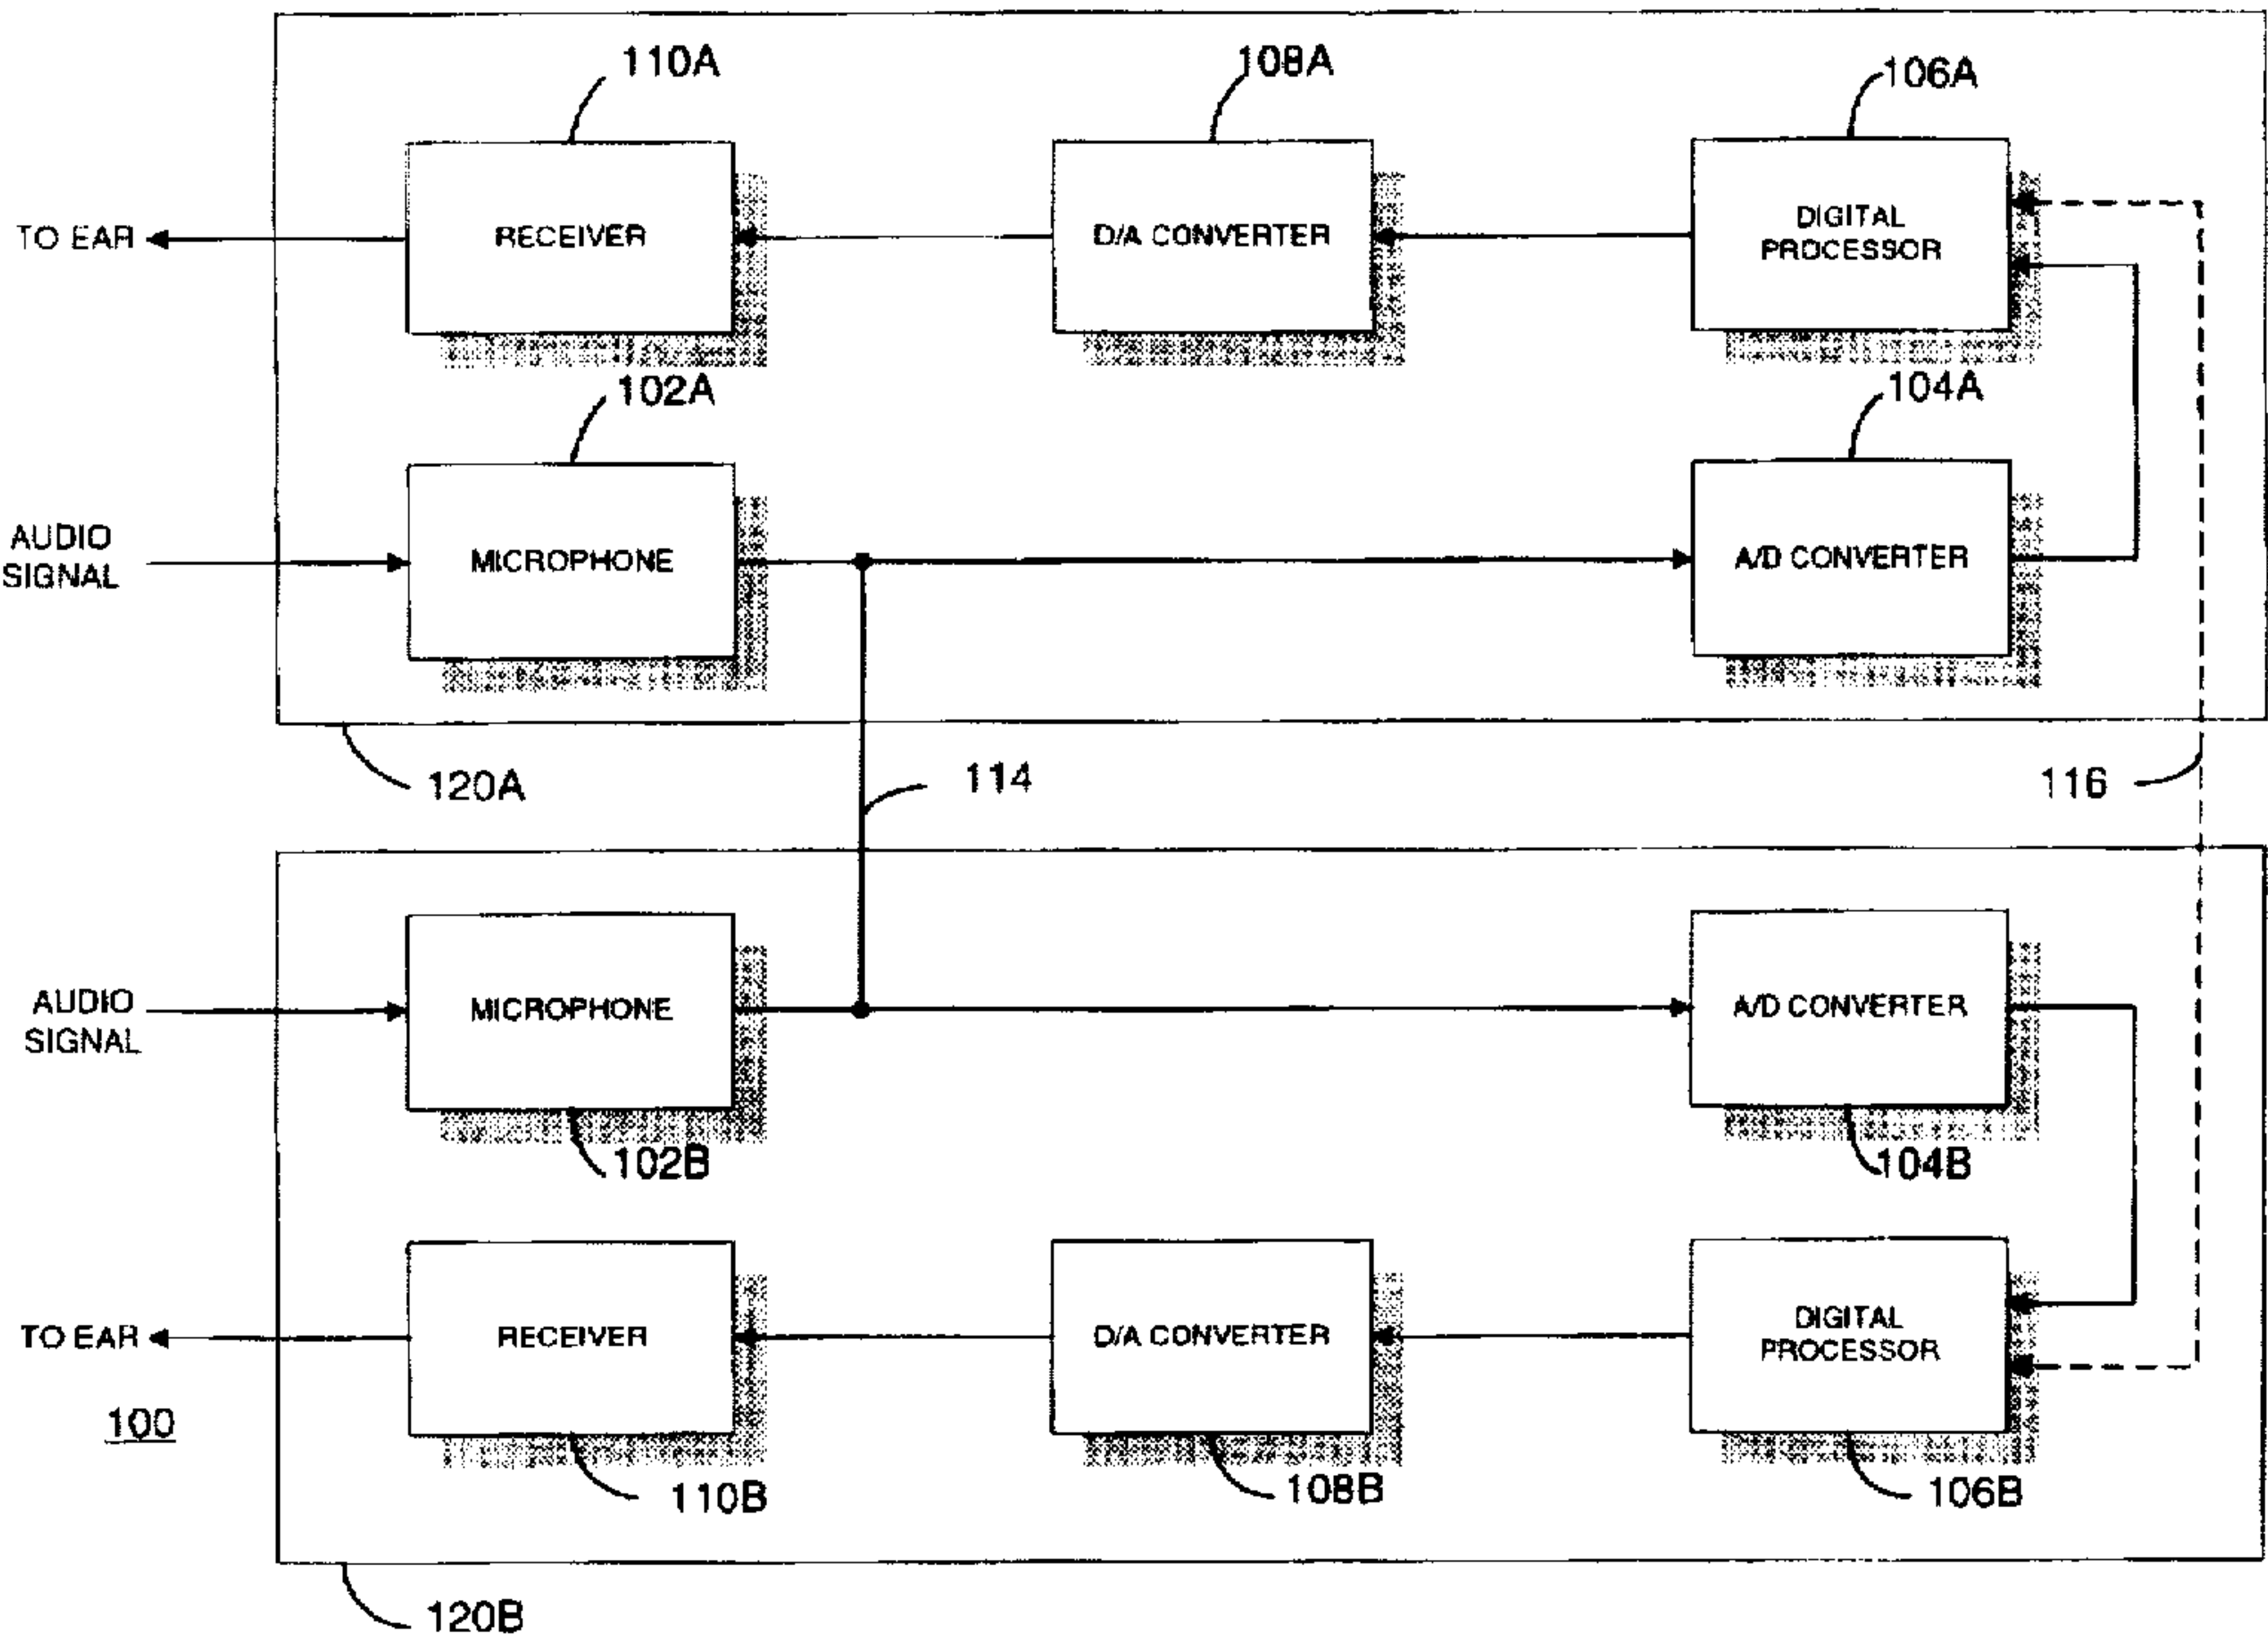 110A
108A
106A
TO EAR
RECEIVER
D/A CONVERTER
DIGITAL
PROCESSOR
102A
104A
AUDIO
SIGNAL
MICROPHONE
A/D CONVERTER
120A
114
116
AUDIO
SIGNAL
MICROPHONE
A/D CONVERTER
102B
104B
TO EAR
RECEIVER
D/A CONVERTER
DIGITAL
PROCESSOR
100
110B
108B
106B
120B